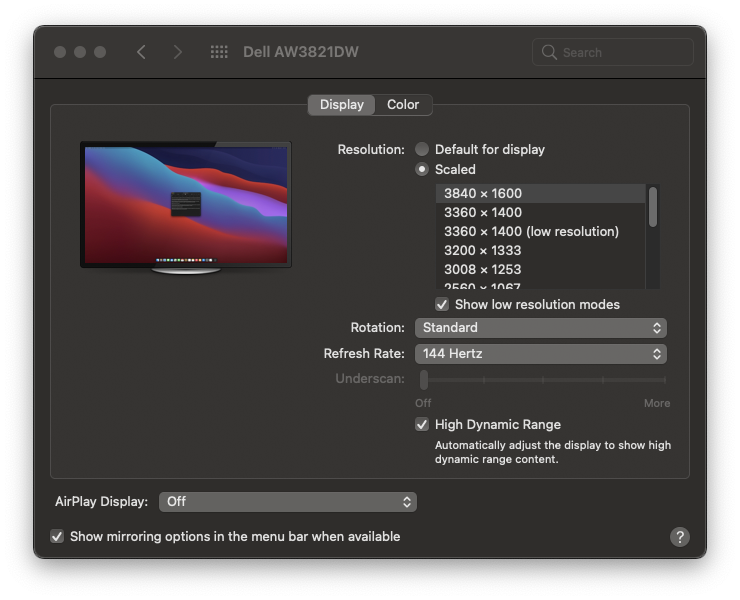 Dell AW3821DW
Search
Display
Color
Resolution:
Default for display
Scaled
3840 × 1600
3360 × 1400
3360 × 1400 (low resolution)
3200 × 1333
3008 × 1253
2560 × 1067
Show low resolution modes
Rotation:
Standard
Refresh Rate:
144 Hertz
Underscan:
Off
More
High Dynamic Range
Automatically adjust the display to show high
dynamic range content.
AirPlay Display:
Off
Show mirroring options in the menu bar when available
?